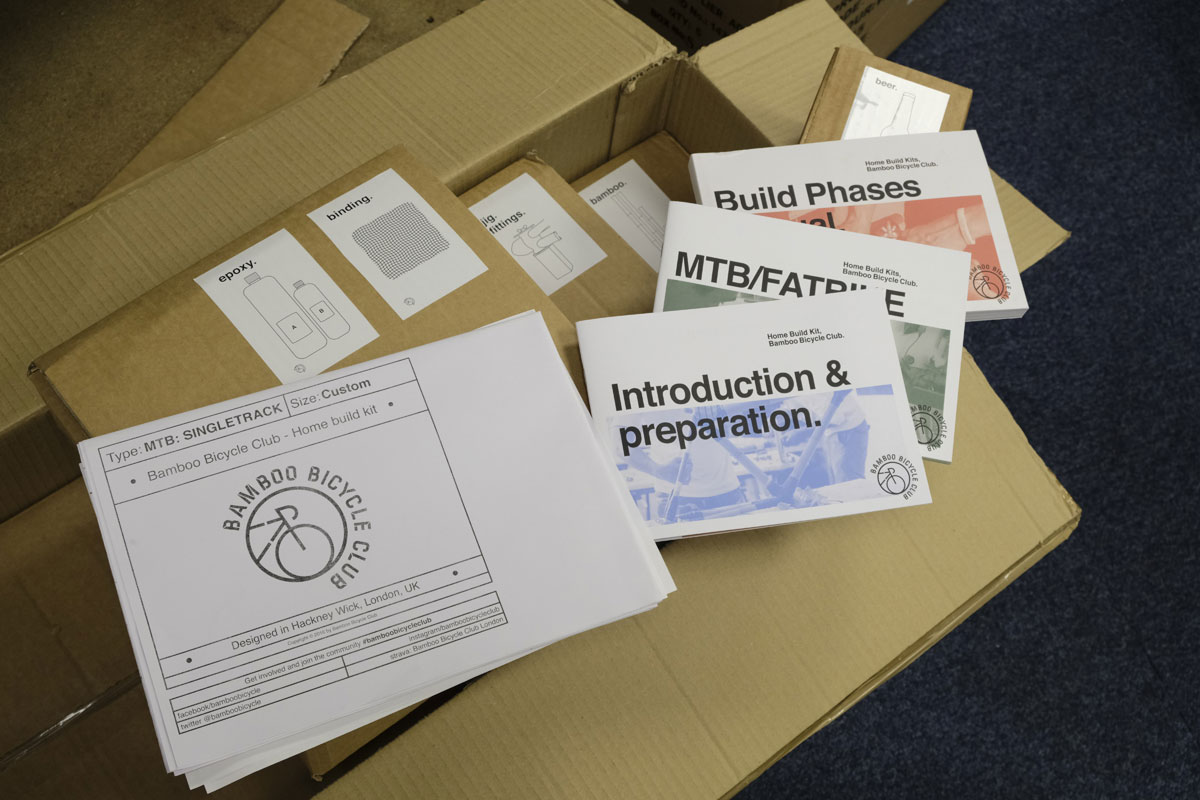 beer.
Home Build Kits,
Bamboo Bicycle Club.
Build Phases
BAMBOO BICYCLE CLUB
bamboo.
jig.
fittings.
binding.
epoxy.
A
B
Home Build Kits,
Bamboo Bicycle Club.
BAMBOO BICYCLE CLUB
Home Build Kit,
Bamboo Bicycle Club.
Introduction &
preparation.
BAMBOO BICYCLE CLUB
Type: MTB: SINGLETRACK
Size: Custom
Bamboo Bicycle Club - Home build kit
BAMBOO BICYCLE CLUB
Designed in Hackney Wick, London, UK
Get involved and join the community #bamboobicycleclub
facebook/bamboobicycle
instagram/bamboobicycleclub
twitter @bamboobicycle
strava: Bamboo Bicycle Club London